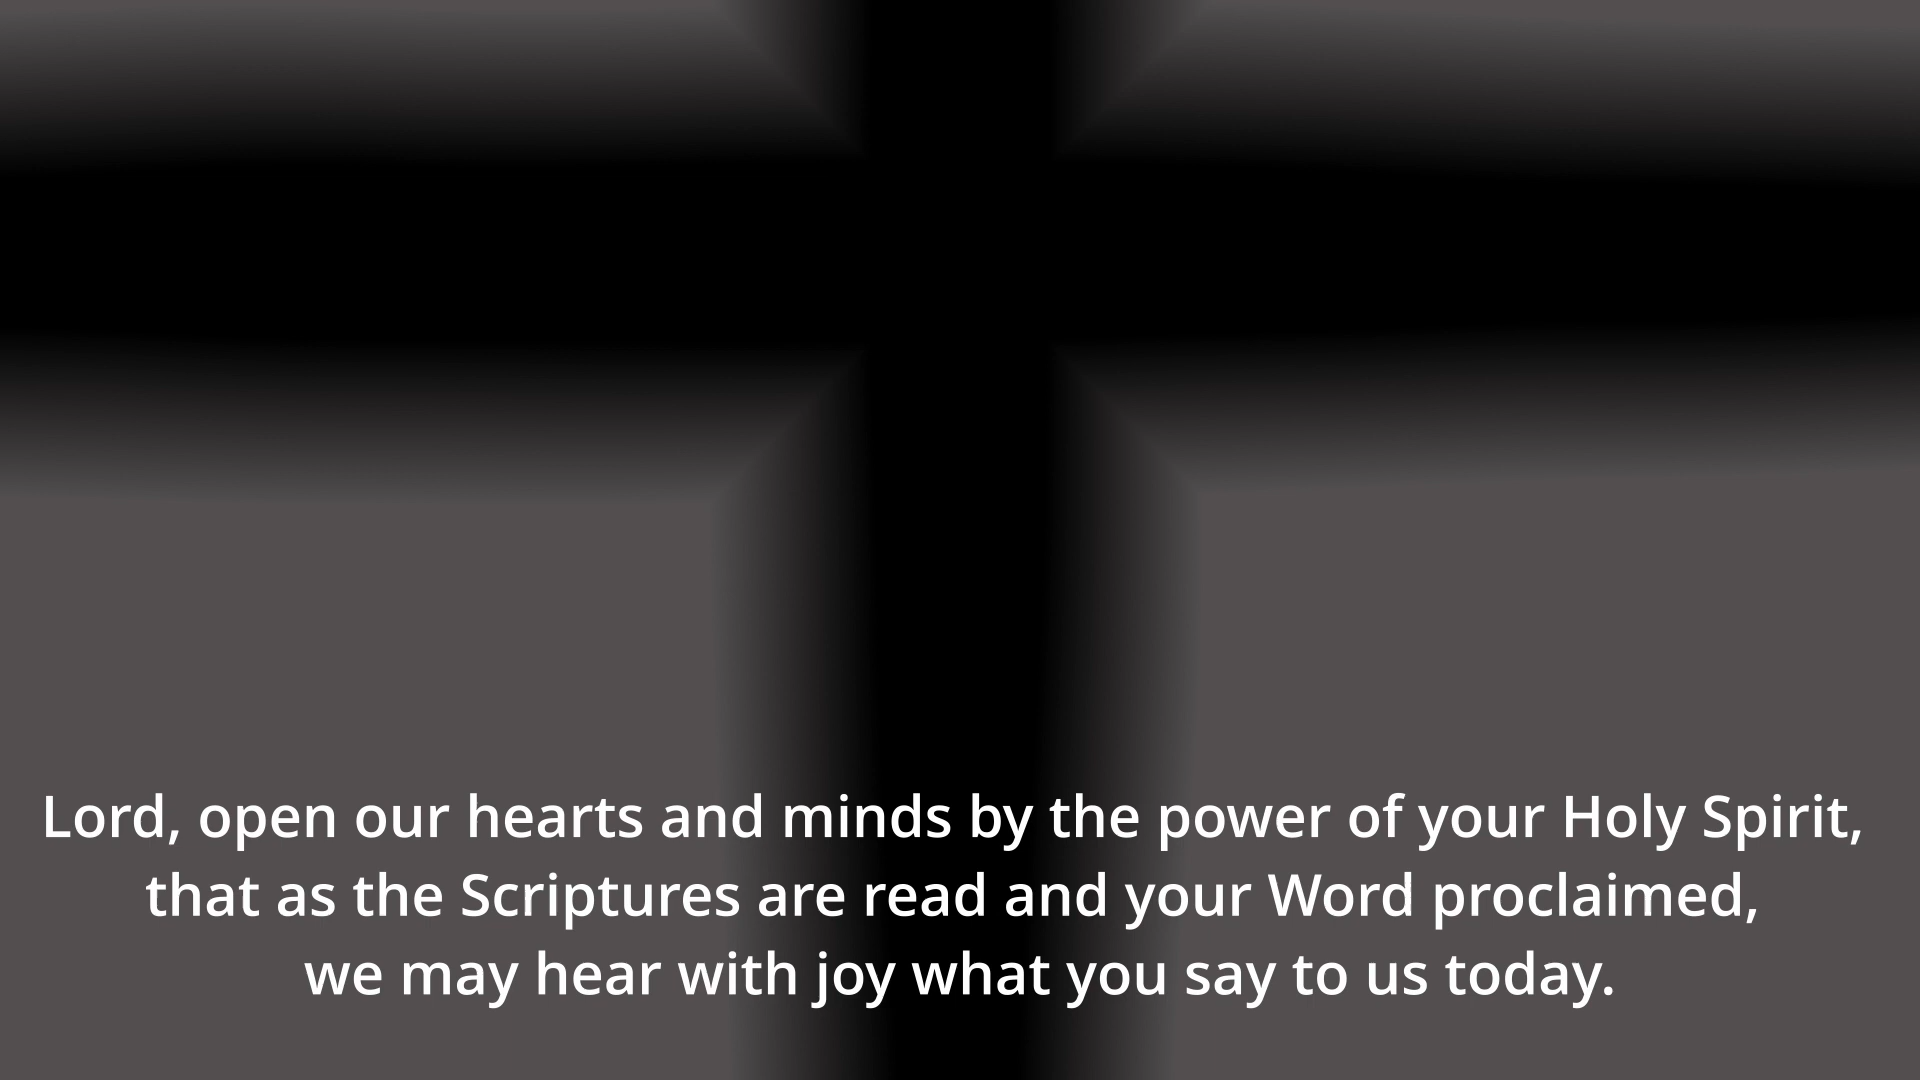 Lord, open our hearts and minds by the power of your Holy Spirit,
that as the Scriptures are read and your Word proclaimed,
we may hear with joy what you say to us today.